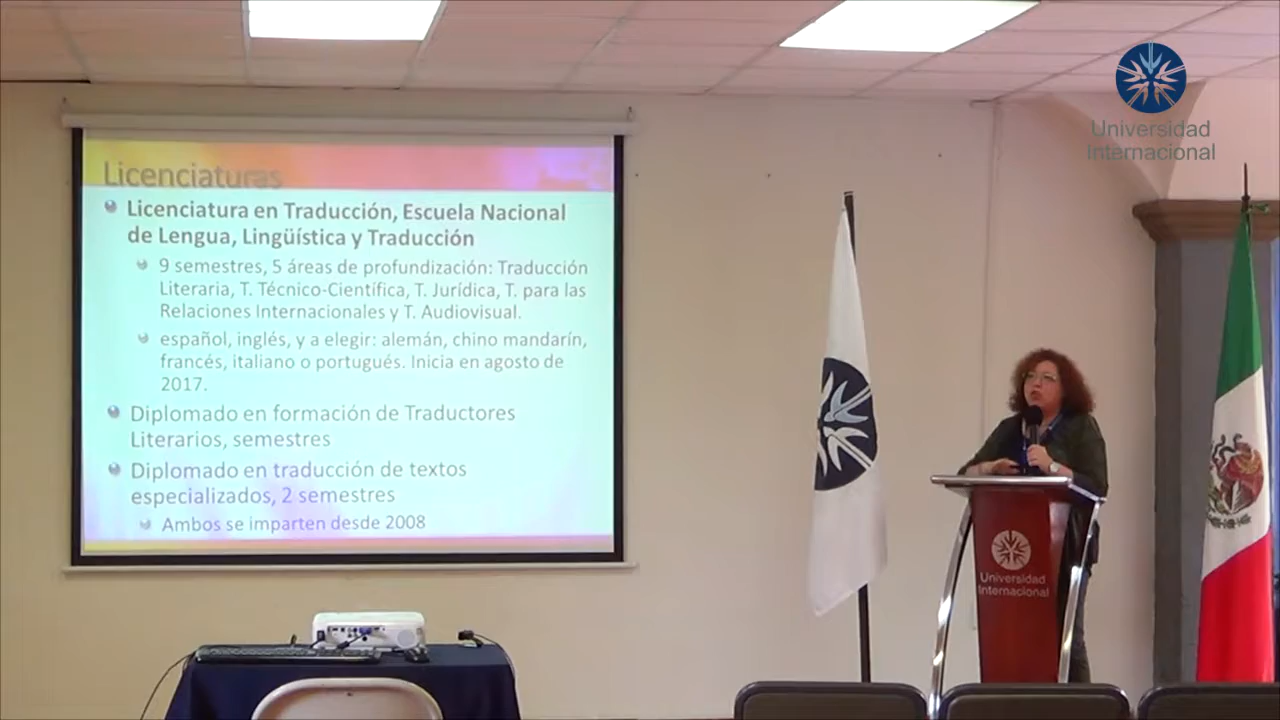 Universidad
Internacional
Licenciaturas
Licenciatura en Traducción, Escuela Nacional
de Lengua, Lingüística y Traducción
9 semestres, 5 áreas de profundización: Traducción
Literaria, T. Técnico-Científica, T. Jurídica, T. para las
Relaciones Internacionales y T. Audiovisual.
español, inglés, y a elegir: alemán, chino mandarín,
francés, italiano o portugués. Inicia en agosto de
2017.
Diplomado en formación de Traductores
Literarios, semestres
Diplomado en traducción de textos
especializados, 2 semestres
Ambos se imparten desde 2008
Universidad
Internacional